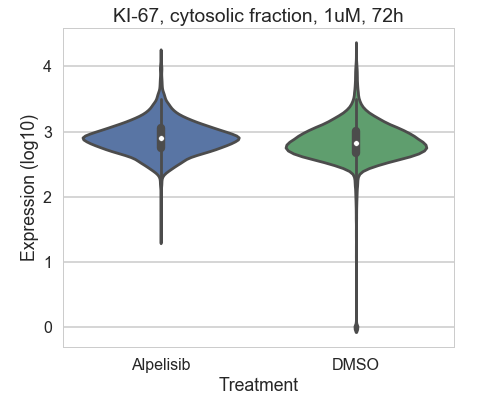 KI-67, cytosolic fraction, 1uM, 72h
Expression (log10)
4
3
2
1
0
Alpelisib
DMSO
Treatment